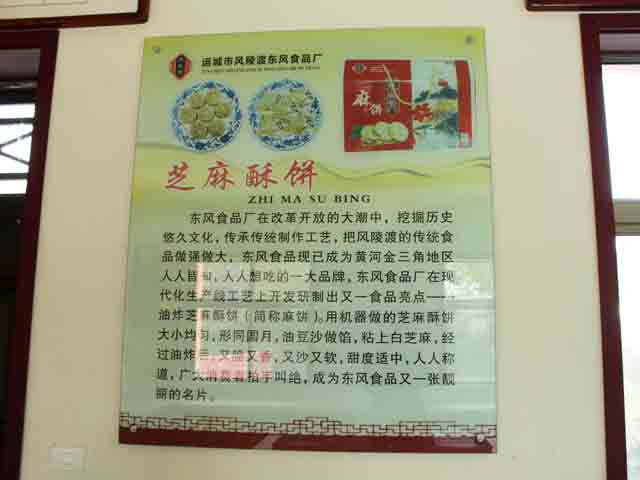 运城市风陵渡东风食品厂
麻饼
芝麻酥饼
ZHI MA SU BING
东风食品厂在改革开放的大潮中，挖掘历史
悠久文化，传承传统制作工艺，把风陵渡的传统食
品做强做大，东风食品现已成为黄河金三角地区
人人皆知，人人想吃的一大品牌，东风食品厂在现
代化生产线工艺上开发研制出又一食品亮点——
油炸芝麻酥饼（简称麻饼）。用机器做的芝麻酥饼
大小均匀，形同圆月，油豆沙做馅，粘上白芝麻，经
过油炸后，又脆又香，又沙又软，甜度适中，人人称
道，广大消费者拍手叫绝，成为东风食品又一张靓
丽的名片。